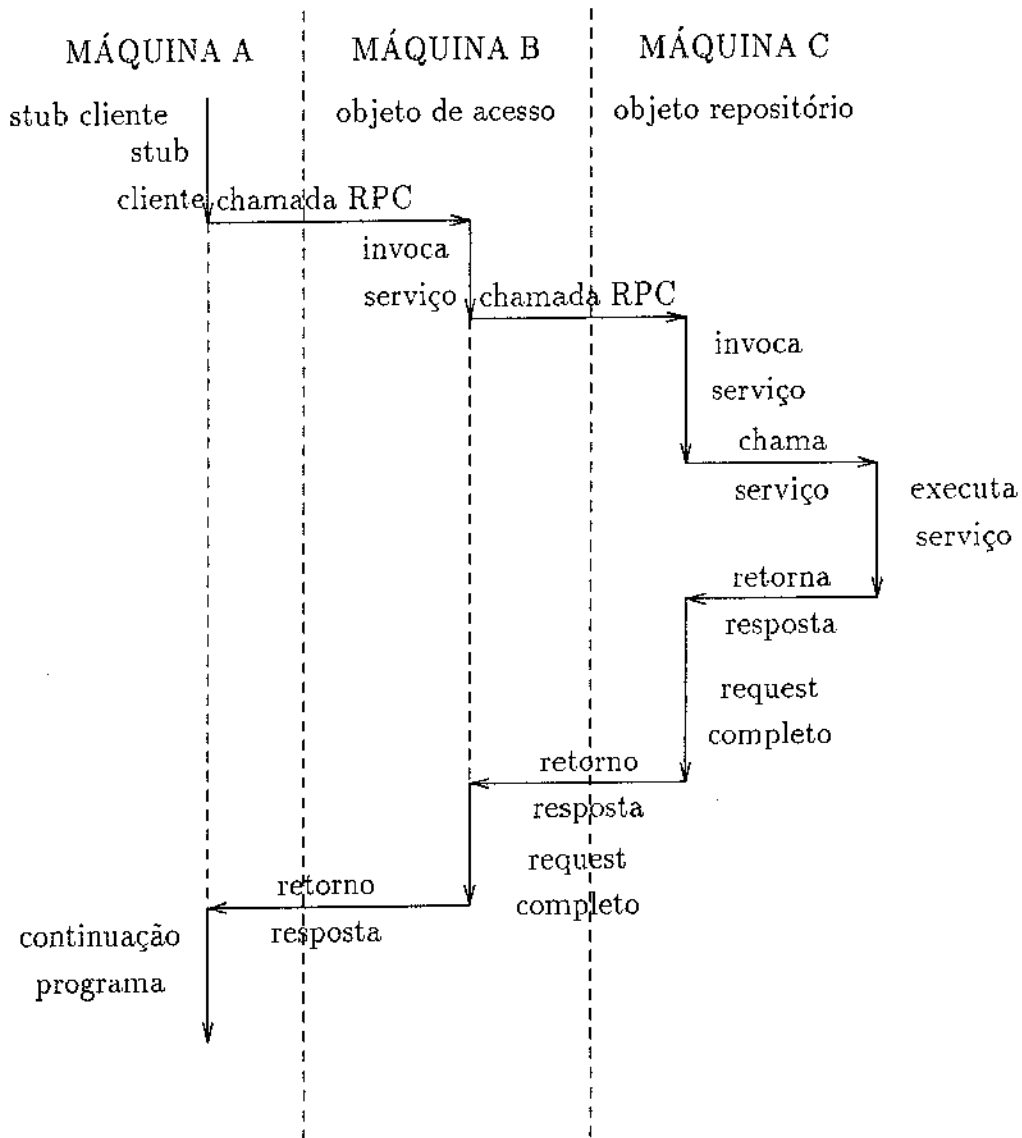 MÁQUINA A
MÁQUINA B
MÁQUINA C
stub cliente
objeto de acesso
objeto repositório
stub
cliente
chamada RPC
invoca
serviço
chamada RPC
invoca
serviço
chama
serviço
executa
serviço
retorna
resposta
request
completo
retorno
resposta
request
completo
retorno
resposta
continuação
programa